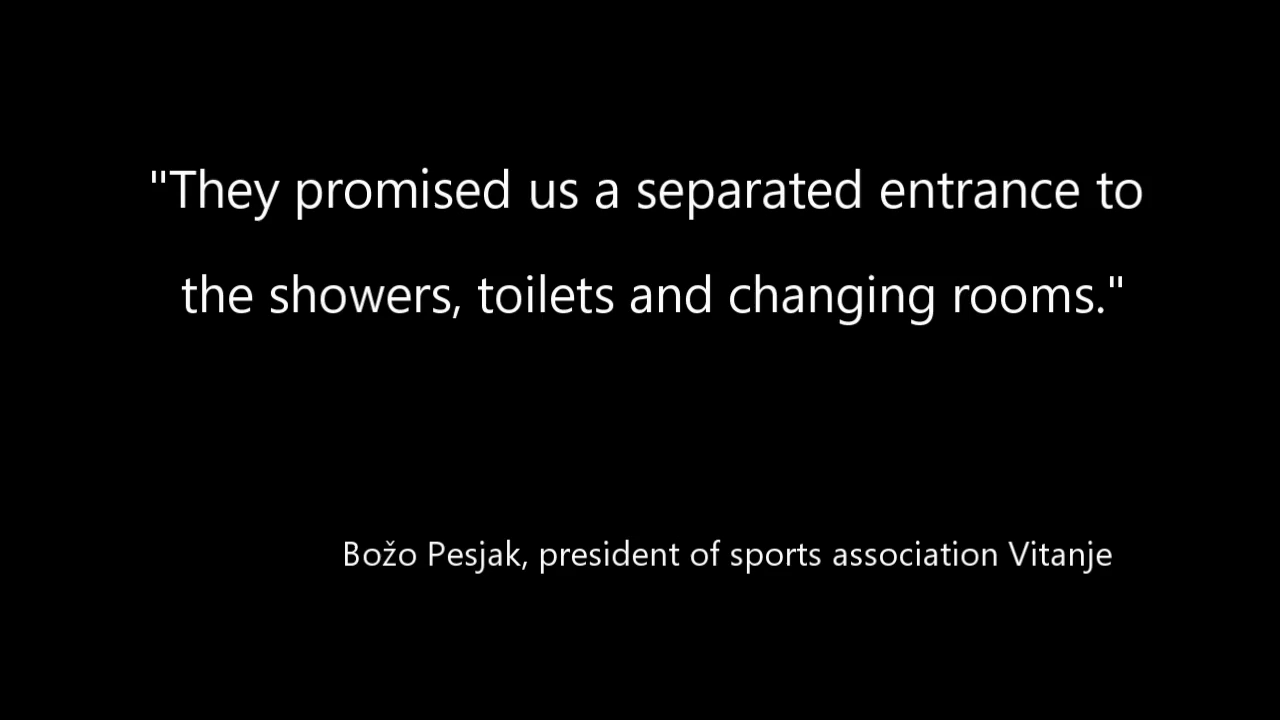 "They promised us a separated entrance to
the showers, toilets and changing rooms."
Božo Pesjak, president of sports association Vitanje